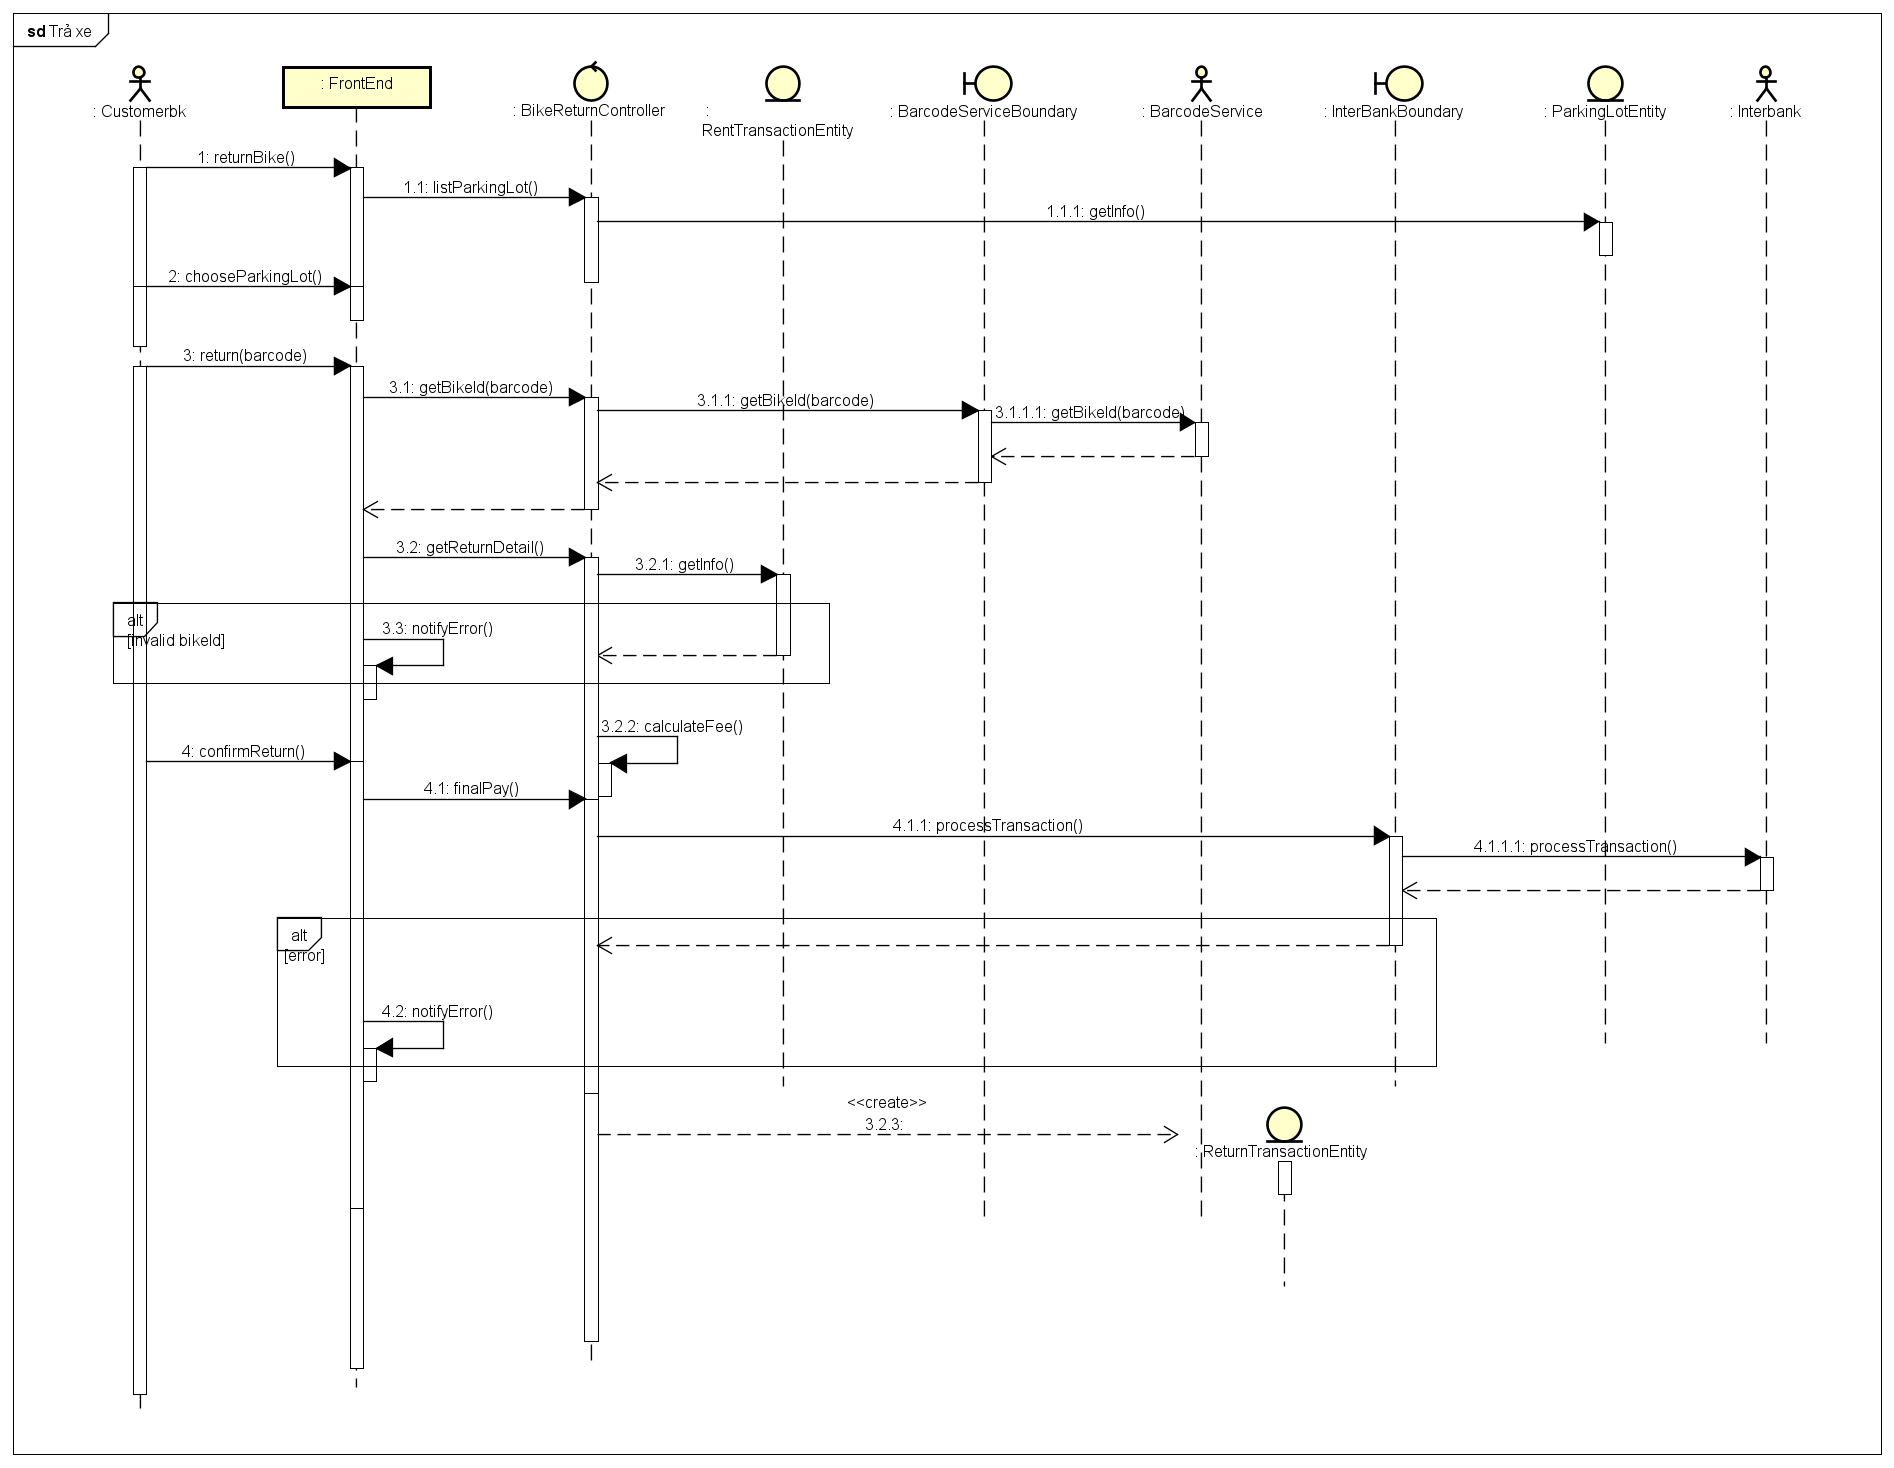 sd Trả xe
: Customerbk
: FrontEnd
: BikeReturnController
:
RentTransactionEntity
: BarcodeServiceBoundary
: BarcodeService
: InterBankBoundary
: ParkingLotEntity
: Interbank
1: returnBike()
1.1: listParkingLot()
1.1.1: getInfo()
2: chooseParkingLot()
3: return(barcode)
3.1: getBikeId(barcode)
3.1.1: getBikeId(barcode)
3.1.1.1: getBikeId(barcode)
3.2: getReturnDetail()
3.2.1: getInfo()
alt
[invalid bikeId]
3.3: notifyError()
3.2.2: calculateFee()
4: confirmReturn()
4.1: finalPay()
4.1.1: processTransaction()
4.1.1.1: processTransaction()
alt
[error]
4.2: notifyError()
<<create>>
3.2.3:
: ReturnTransactionEntity